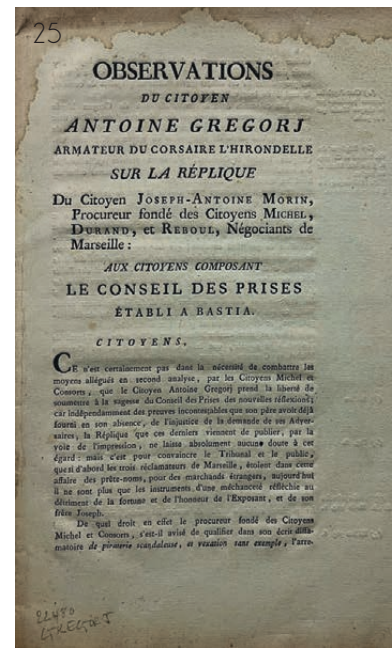 25
OBSERVATIONS
DU CITOYEN
ANTOINE GREGORJ
ARMATEUR DU CORSAIRE L'HIRONDELLE
SUR LA RÉPLIQUE
Du Citoyen JOSEPH-ANTOINE MORIN,
Procureur fondé des Citoyens MICHEL,
DURAND, et REBOUL, Négociants de
Marseille :
AUX CITOYENS COMPOSANT
LE CONSEIL DES PRISES
ÉTABLI A BASTIA.
CITOYENS,
CE n'est certainement pas dans la nécessité de combattre les
moyens allégués en second analyse, par les Citoyens Michel et
Consorts, que le Citoyen Antoine Gregorj prend la liberté de
soumettre à la sagesse du Conseil des Prises des nouvelles réflexions;
car indépendamment des preuves incontestables que son père avoit déjà
fourni en son absence, de l'injustice de la demande de ses Adver-
saires, la Réplique que ces derniers viennent de publier, par la
voie de l'impression, ne laisse absolument aucune doute à cet
égard : mais c'est pour convaincre le Tribunal et le public,
que si d'abord les trois réclamateurs de Marseille, étoient dans cette
affaire des prête-noms, pour des marchands étrangers, aujourd'hui
il ne sont plus que les instruments d'une méchanceté réfléchie au
détriment de la fortune et de l'honneur de l'Exposant, et de son
frère Joseph.
De quel droit en effet le procureur fondé des Citoyens
Michel et Consorts, s'est-il avisé de qualifier dans son écrit diffa-
matoire de piraterie scandaleuse, et vexation sans exemple, l'arre-
22480